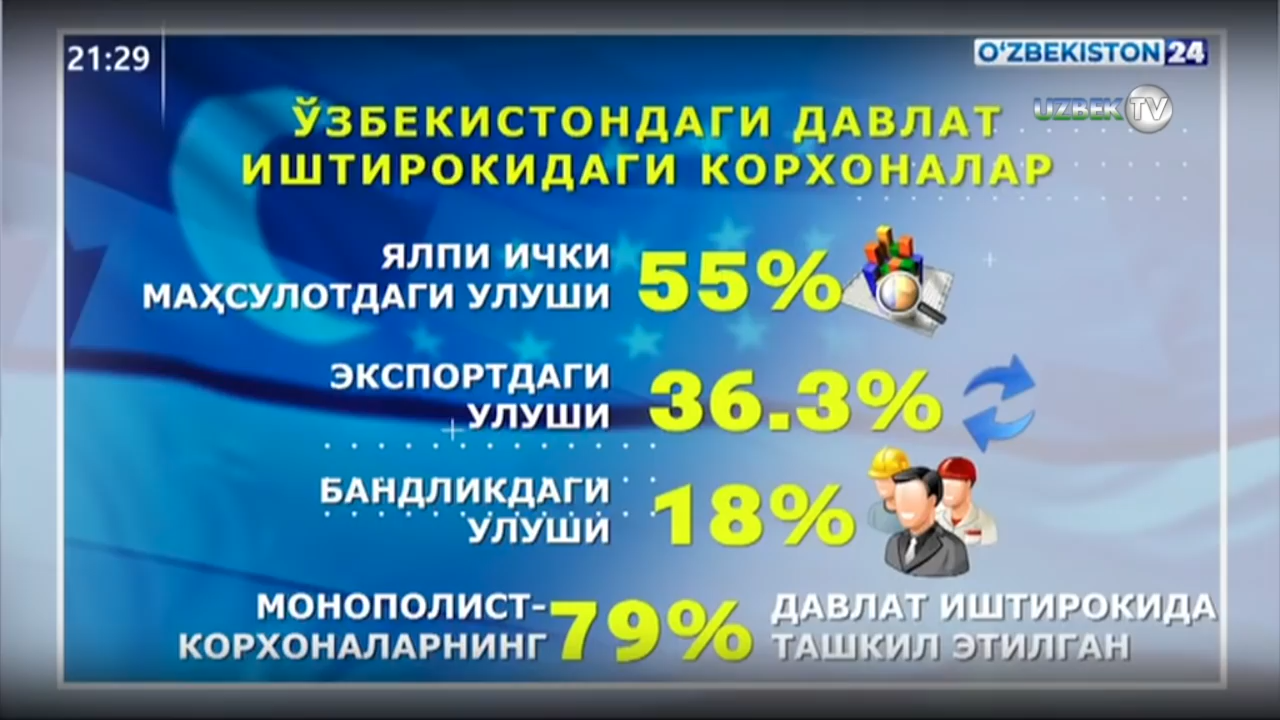 21:29
O‘ZBEKISTON 24
UZBEK TV
ЎЗБЕКИСТОНДАГИ ДАВЛАТ
ИШТИРОКИДАГИ КОРХОНАЛАР
ЯЛПИ ИЧКИ
МАҲСУЛОТДАГИ УЛУШИ
55%
ЭКСПОРТДАГИ
УЛУШИ
36.3%
БАНДЛИКДАГИ
УЛУШИ
18%
МОНОПОЛИСТ-
КОРХОНАЛАРНИНГ
79%
ДАВЛАТ ИШТИРОКИДА
ТАШКИЛ ЭТИЛГАН